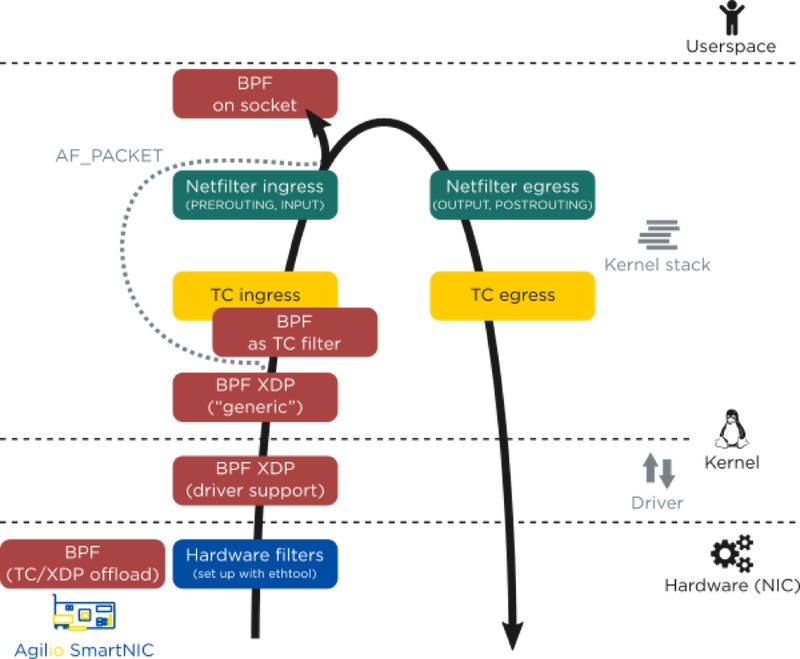 Userspace
BPF
on socket
AF_PACKET
Netfilter ingress
(PREROUTING, INPUT)
Netfilter egress
(OUTPUT, POSTROUTING)
Kernel stack
TC ingress
TC egress
BPF
as TC filter
BPF XDP
(“generic”)
Kernel
BPF XDP
(driver support)
Driver
BPF
(TC/XDP offload)
Hardware filters
(set up with ethtool)
Hardware (NIC)
Agilio SmartNIC